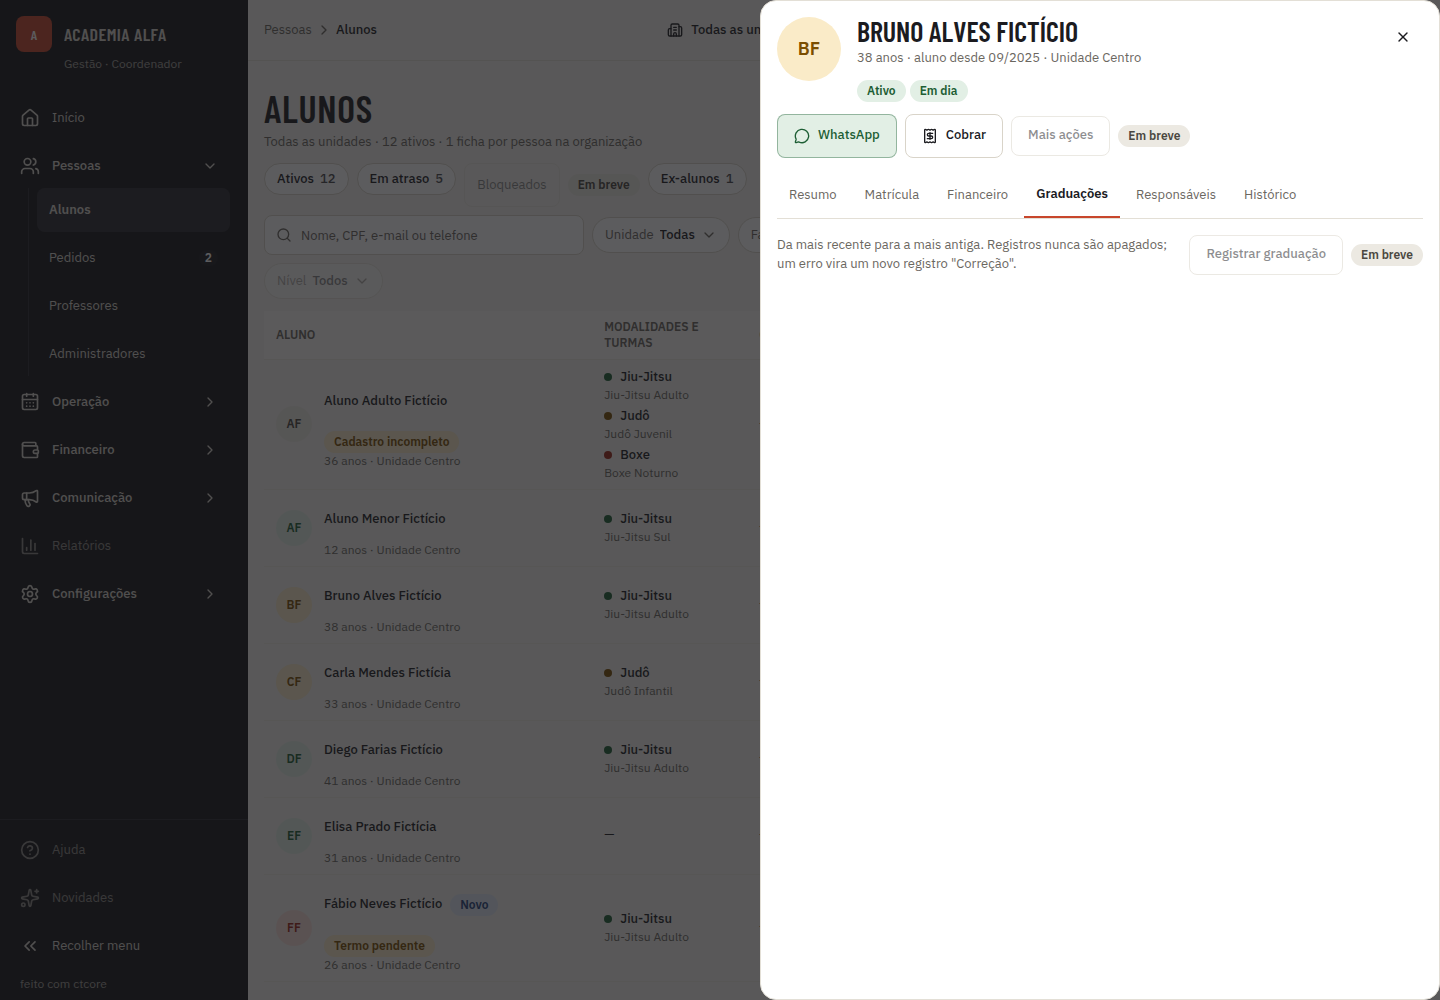 A
ACADEMIA ALFA
Gestão · Coordenador
Início
Pessoas
Alunos
Pedidos 2
Professores
Administradores
Operação
Financeiro
Comunicação
Relatórios
Configurações
Ajuda
Novidades
Recolher menu
feito com ctcore
Pessoas > Alunos
Todas as un
ALUNOS
Todas as unidades · 12 ativos · 1 ficha por pessoa na organização
Ativos 12
Em atraso 5
Bloqueados Em breve
Ex-alunos 1
Nome, CPF, e-mail ou telefone
Unidade Todas
Fa
Nível Todos
ALUNO
MODALIDADES E
TURMAS
AF
Aluno Adulto Fictício
Cadastro incompleto
36 anos · Unidade Centro
Jiu-Jitsu
Jiu-Jitsu Adulto
Judô
Judô Juvenil
Boxe
Boxe Noturno
AF
Aluno Menor Fictício
12 anos · Unidade Centro
Jiu-Jitsu
Jiu-Jitsu Sul
BF
Bruno Alves Fictício
38 anos · Unidade Centro
Jiu-Jitsu
Jiu-Jitsu Adulto
CF
Carla Mendes Fictícia
33 anos · Unidade Centro
Judô
Judô Infantil
DF
Diego Farias Fictício
41 anos · Unidade Centro
Jiu-Jitsu
Jiu-Jitsu Adulto
EF
Elisa Prado Fictícia
31 anos · Unidade Centro
—
FF
Fábio Neves Fictício Novo
Termo pendente
26 anos · Unidade Centro
Jiu-Jitsu
Jiu-Jitsu Adulto
BF
BRUNO ALVES FICTÍCIO
38 anos · aluno desde 09/2025 · Unidade Centro
Ativo Em dia
WhatsApp
Cobrar
Mais ações Em breve
Resumo Matrícula Financeiro Graduações Responsáveis Histórico
Da mais recente para a mais antiga. Registros nunca são apagados;
um erro vira um novo registro "Correção".
Registrar graduação Em breve